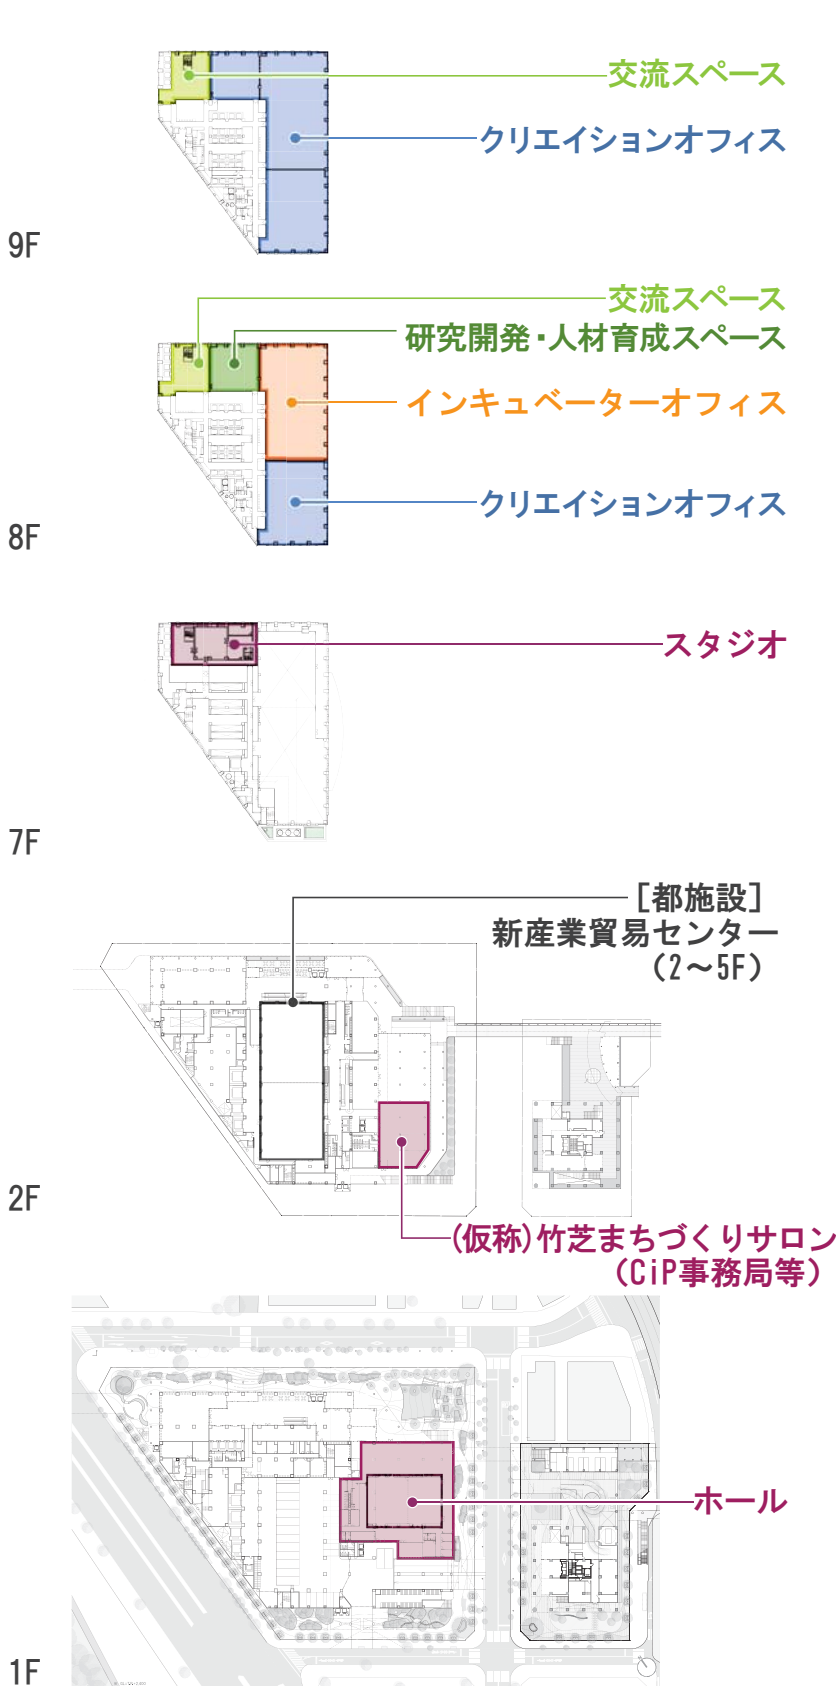 交流スペース
クリエイションオフィス
9F
交流スペース
研究開発・人材育成スペース
インキュベーターオフィス
クリエイションオフィス
8F
スタジオ
7F
［都施設］
新産業貿易センター
（2～5F）
2F
(仮称)竹芝まちづくりサロン
（CiP事務局等）
ホール
1F